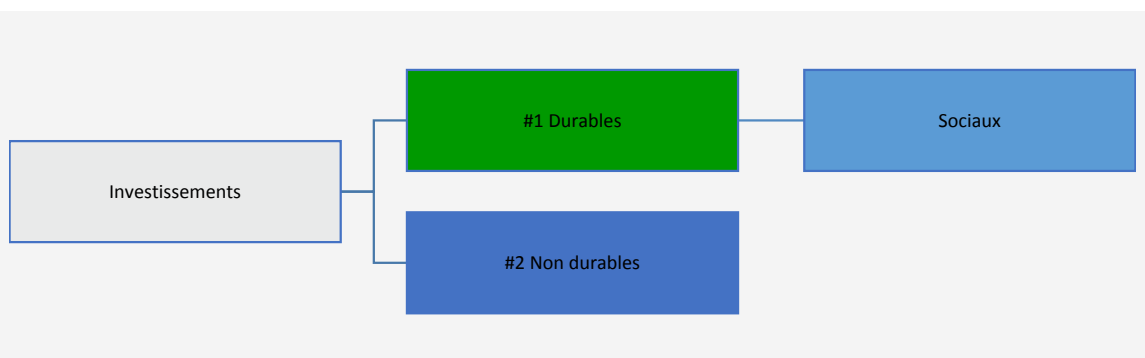 Investissements
#1 Durables
Sociaux
#2 Non durables